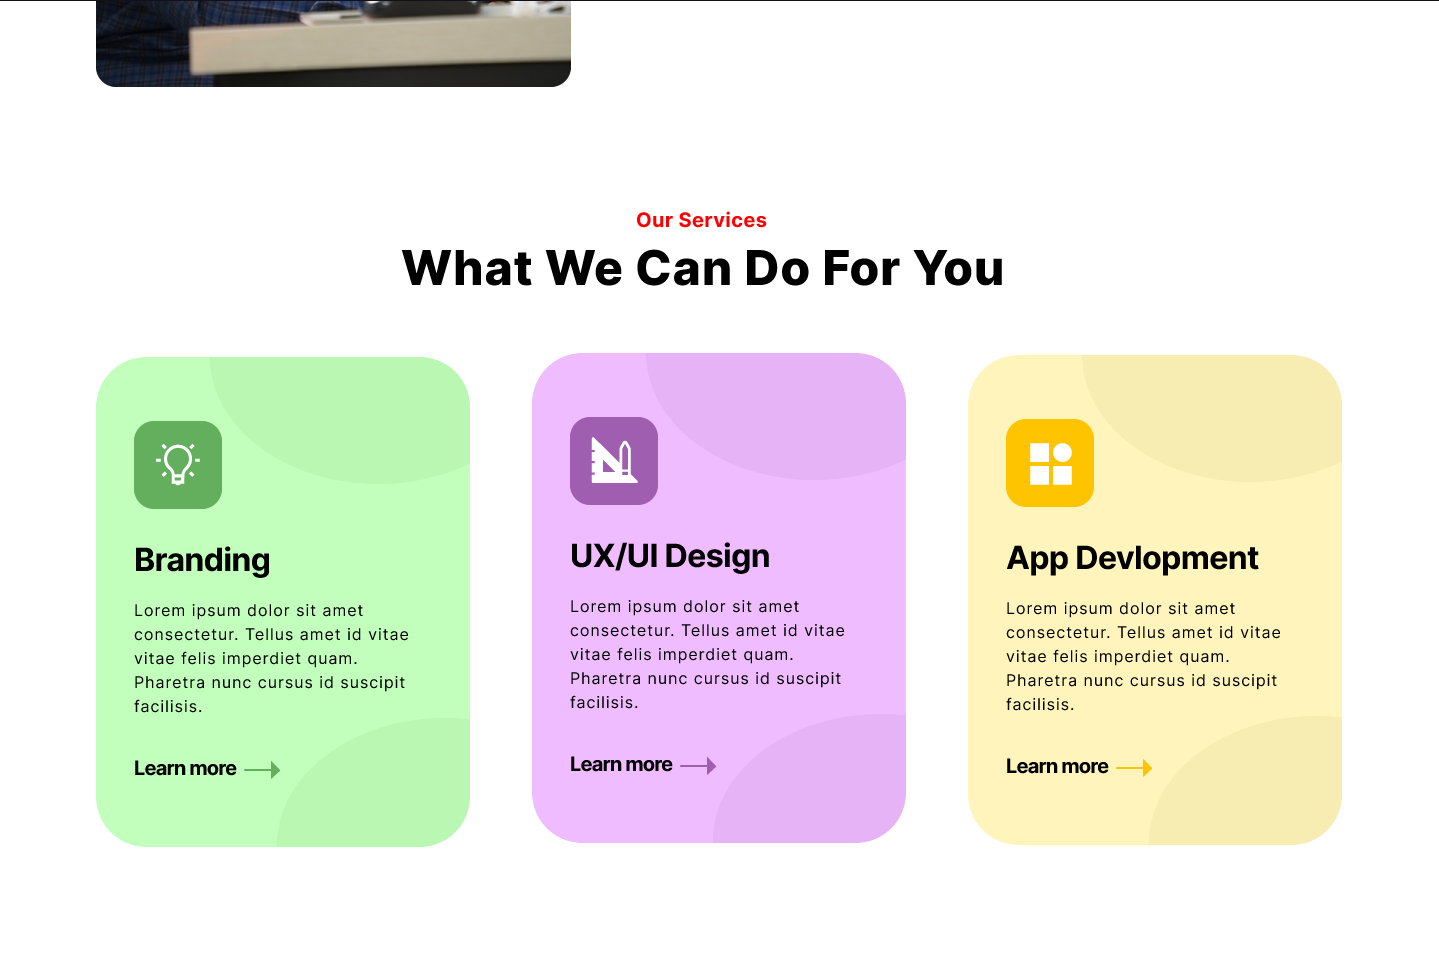 Our Services
What We Can Do For You
Branding
Lorem ipsum dolor sit amet
consectetur. Tellus amet id vitae
vitae felis imperdiet quam.
Pharetra nunc cursus id suscipit
facilisis.
Learn more
UX/UI Design
Lorem ipsum dolor sit amet
consectetur. Tellus amet id vitae
vitae felis imperdiet quam.
Pharetra nunc cursus id suscipit
facilisis.
Learn more
App Devlopment
Lorem ipsum dolor sit amet
consectetur. Tellus amet id vitae
vitae felis imperdiet quam.
Pharetra nunc cursus id suscipit
facilisis.
Learn more